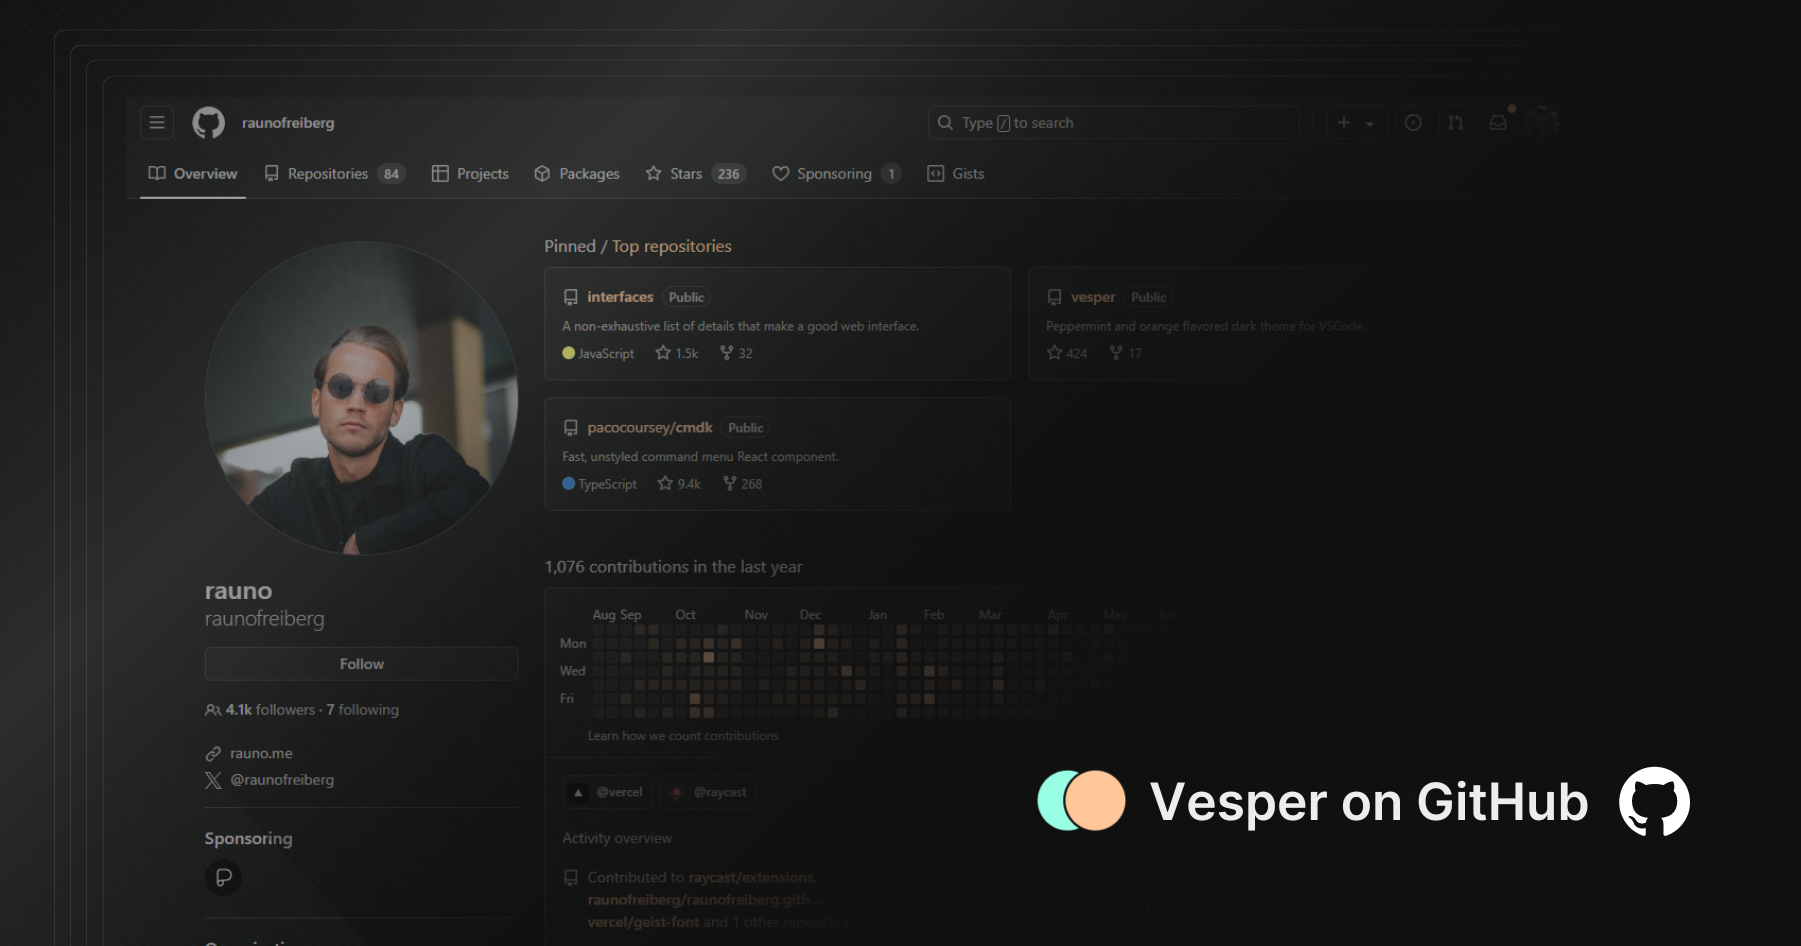 raunofreiberg
Type / to search
Overview
Repositories 84
Projects
Packages
Stars 236
Sponsoring 1
Gists
Pinned / Top repositories
interfaces Public
A non-exhaustive list of details that make a good web interface.
JavaScript 1.5k 32
vesper Public
Peppermint and orange flavored dark theme for VSCode.
424 17
pacocoursey/cmdk Public
Fast, unstyled command menu React component.
TypeScript 9.4k 268
rauno
raunofreiberg
Follow
4.1k followers · 7 following
rauno.me
@raunofreiberg
Sponsoring
1,076 contributions in the last year
Aug Sep Oct Nov Dec Jan Feb Mar Apr May
Mon
Wed
Fri
Learn how we count contributions
@vercel @raycast
Activity overview
Contributed to raycast/extensions,
raunofreiberg/raunofreiberg.gith... ,
vercel/geist-font and 1 other repository
Vesper on GitHub